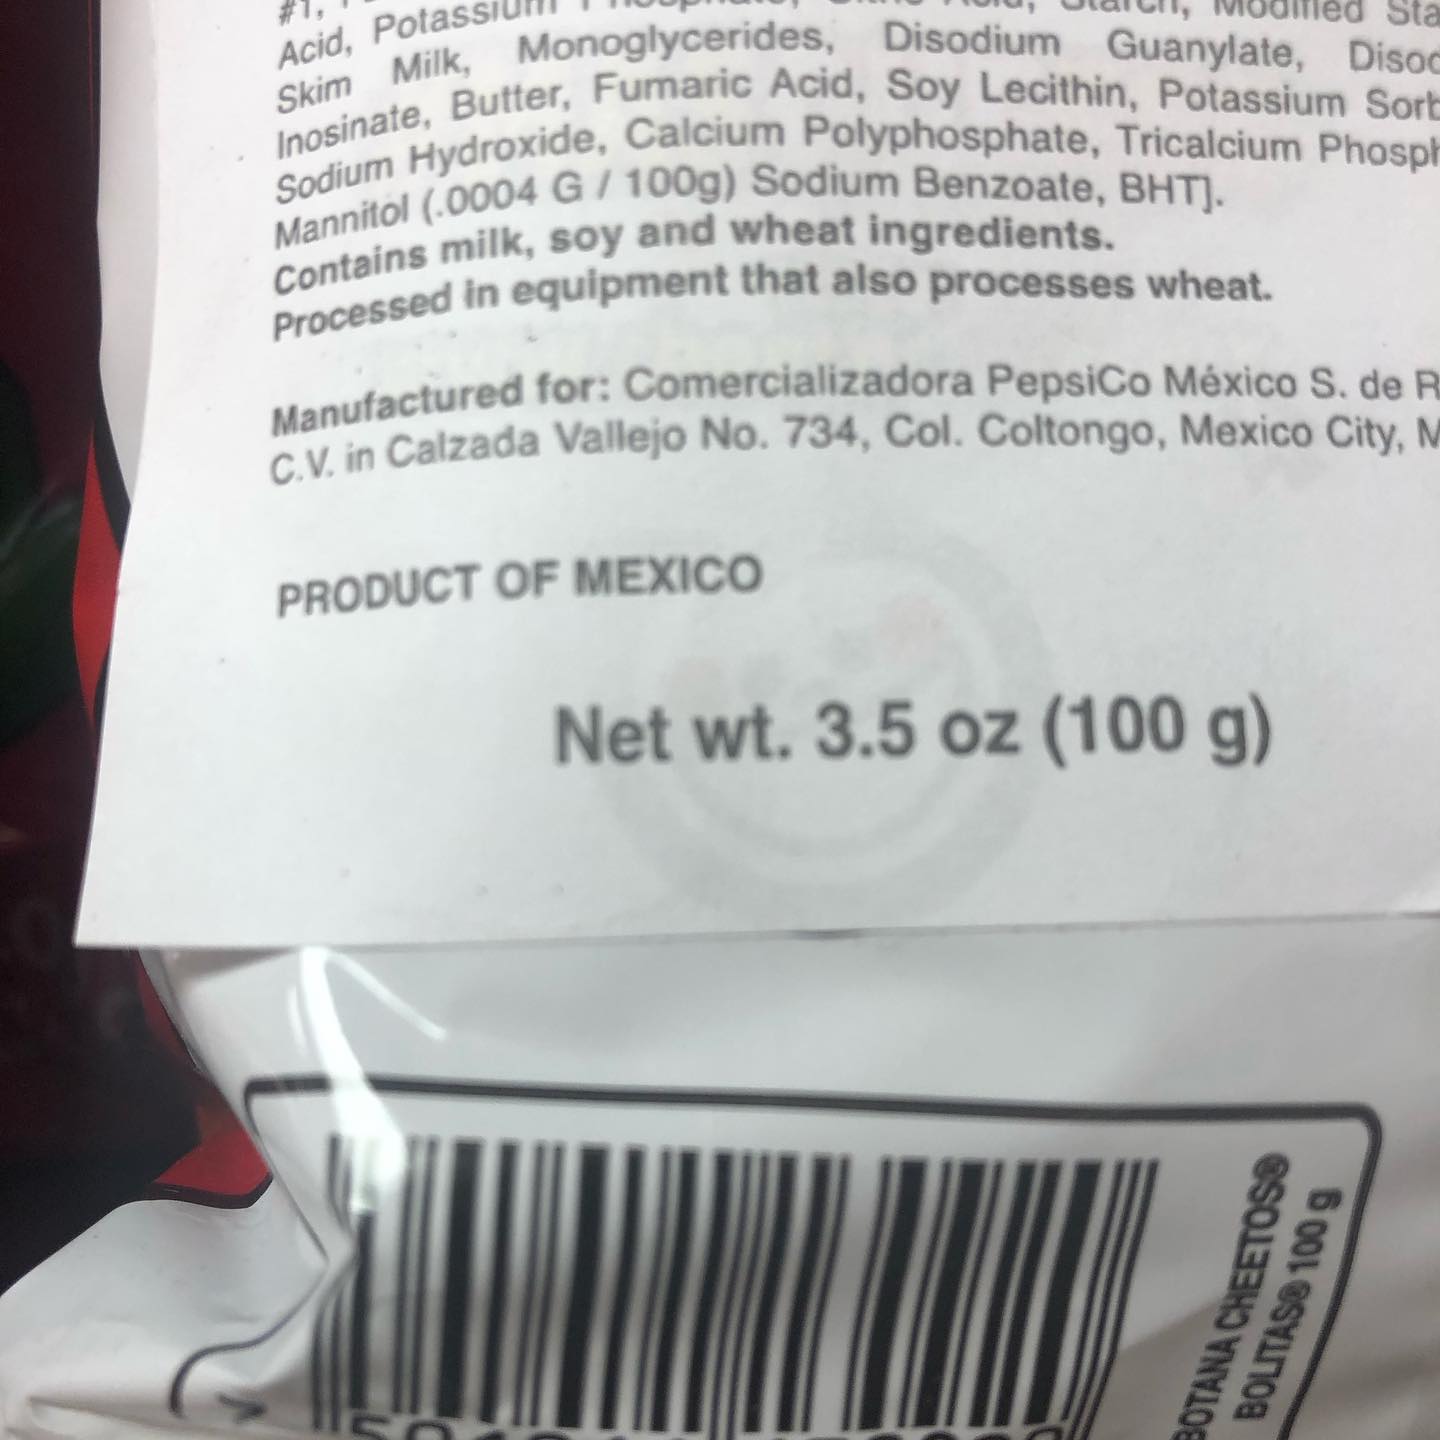 #1,
Acid, Potassium Modified
Skim Milk, Monoglycerides, Disodium Guanylate,
Inosinate, Butter, Fumaric Acid, Soy Lecithin, Potassium
Sodium Hydroxide, Calcium Polyphosphate, Tricalcium
Mannitol (.0004 G / 100g) Sodium Benzoate, BHT].
Contains milk, soy and wheat ingredients.
Processed in equipment that also processes wheat.
Manufactured for: Comercializadora PepsiCo México S. de R
C.V. in Calzada Vallejo No. 734, Col. Coltongo, Mexico City, M
PRODUCT OF MEXICO
Net wt. 3.5 oz (100 g)
BOTANA CHEETOS®
BOLITAS® 100 g